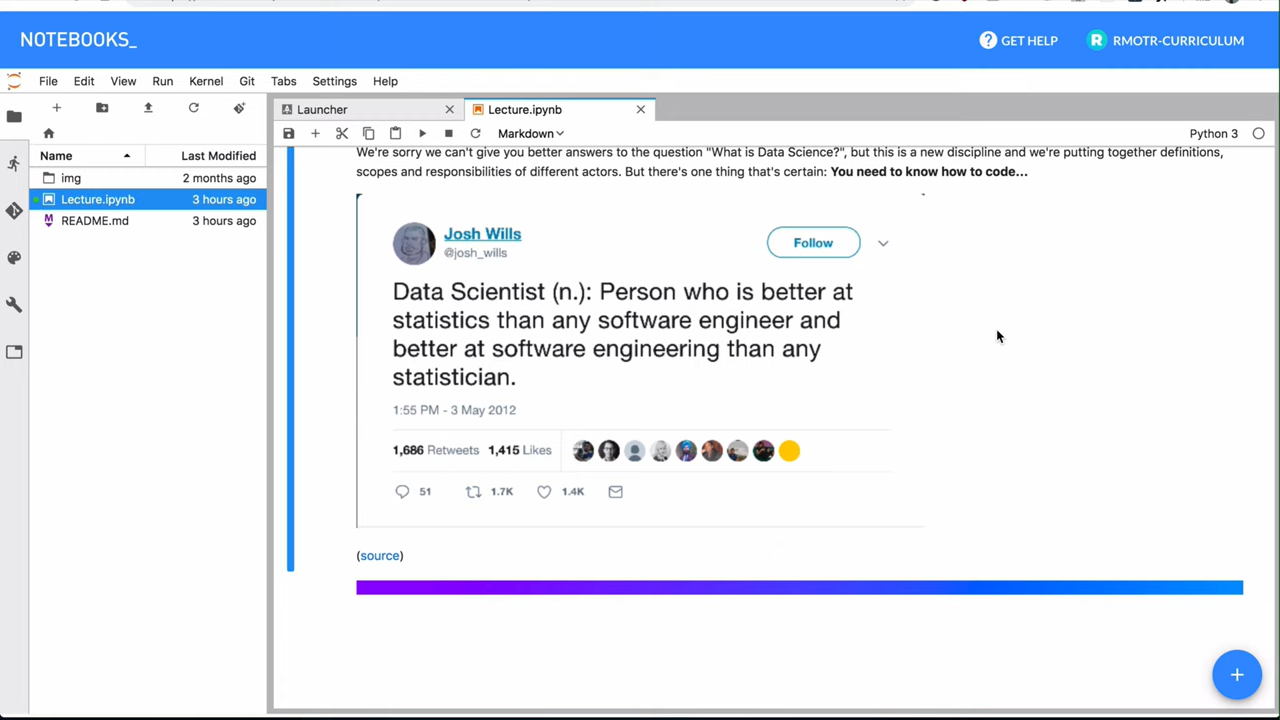 NOTEBOOKS_
GET HELP
R
RMOTR-CURRICULUM
File Edit View Run Kernel Git Tabs Settings Help
Launcher
Lecture.ipynb
Markdown
Python 3
Name
Last Modified
img
2 months ago
Lecture.ipynb
3 hours ago
M README.md
3 hours ago
We're sorry we can't give you better answers to the question "What is Data Science?", but this is a new discipline and we're putting together definitions,
scopes and responsibilities of different actors. But there's one thing that's certain: You need to know how to code...
Josh Wills
@josh_wills
Follow
Data Scientist (n.): Person who is better at
statistics than any software engineer and
better at software engineering than any
statistician.
1:55 PM - 3 May 2012
1,686 Retweets 1,415 Likes
51 1.7K 1.4K
(source)